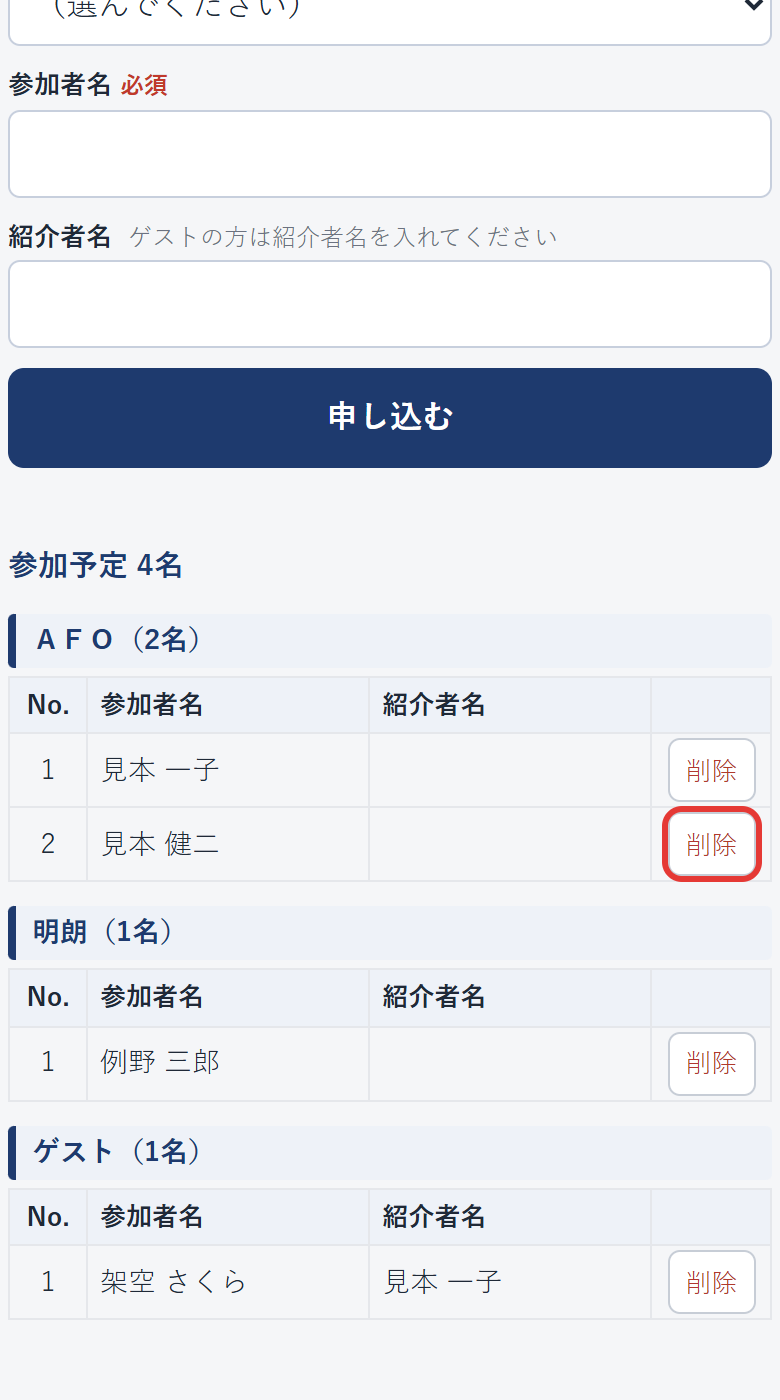 (選んでください)
参加者名 必須
紹介者名 ゲストの方は紹介者名を入れてください
申し込む
参加予定 4名
ＡＦＯ（2名）
No. 参加者名 紹介者名
1 見本 一子 削除
2 見本 健二 削除
明朗（1名）
No. 参加者名 紹介者名
1 例野 三郎 削除
ゲスト（1名）
No. 参加者名 紹介者名
1 架空 さくら 見本 一子 削除